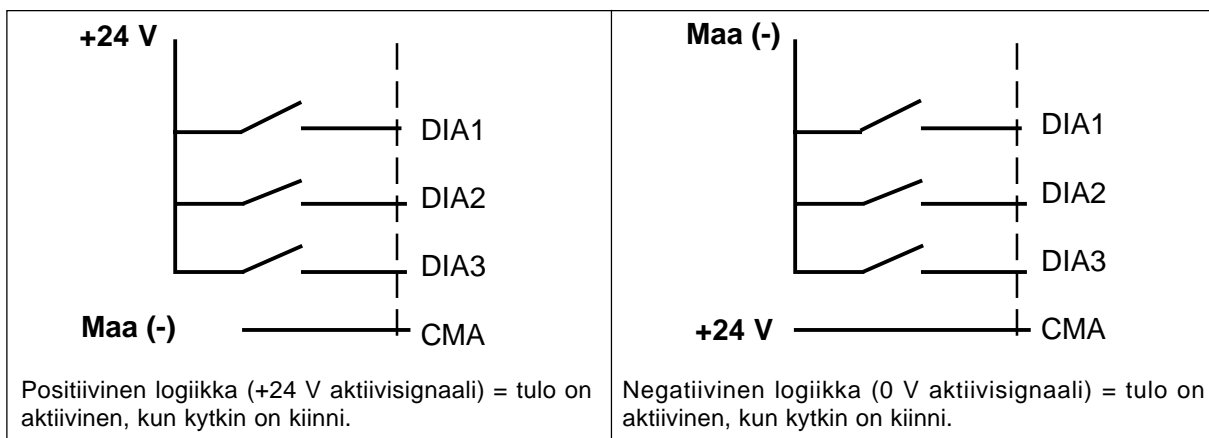 +24 V
DIA1
DIA2
DIA3
Maa (-)
CMA
Positiivinen logiikka (+24 V aktiivisignaali) = tulo on
aktiivinen, kun kytkin on kiinni.
Maa (-)
DIA1
DIA2
DIA3
+24 V
CMA
Negatiivinen logiikka (0 V aktiivisignaali) = tulo on
aktiivinen, kun kytkin on kiinni.